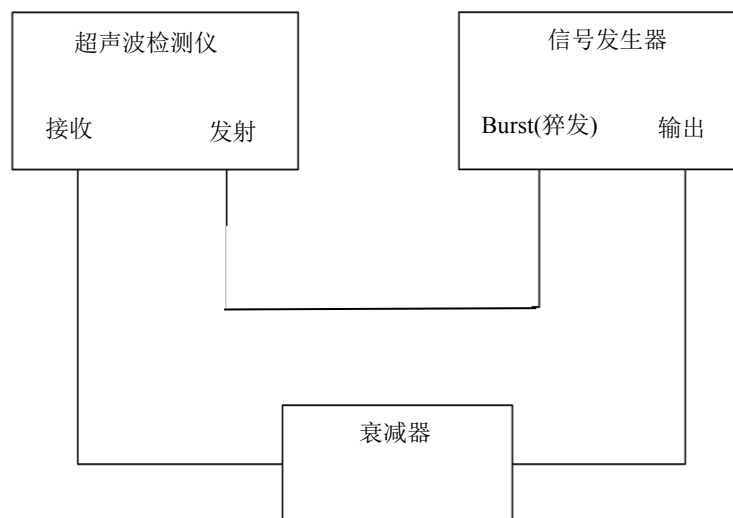 超声波检测仪
信号发生器
接收
发射
Burst(猝发)
输出
衰减器